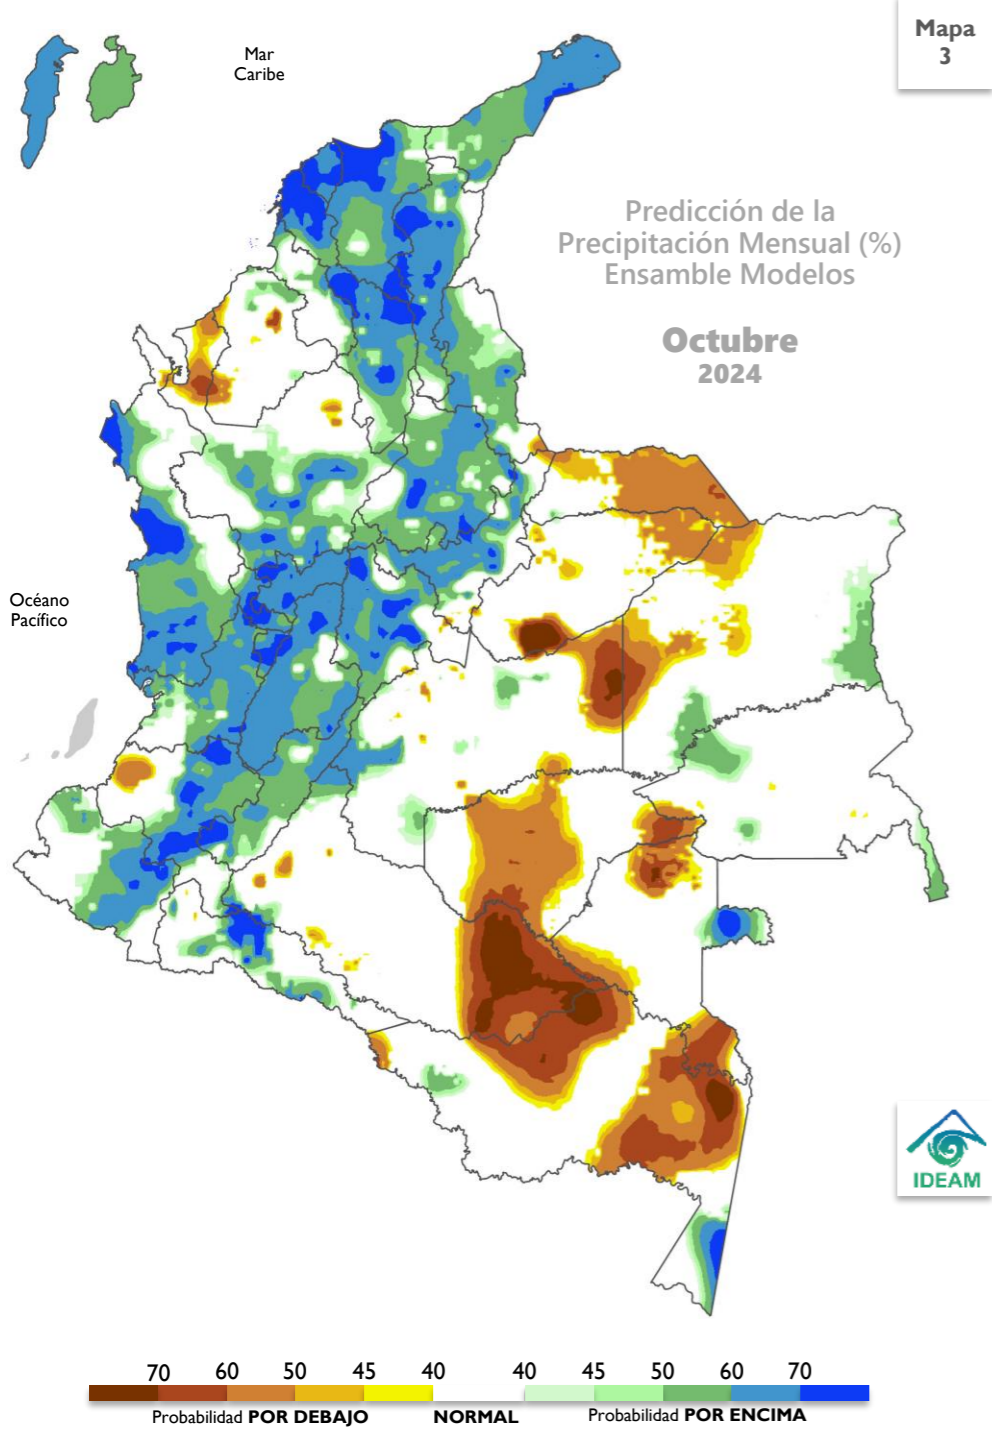 Mapa
3
Mar
Caribe
Predicción de la
Precipitación Mensual (%)
Ensamble Modelos
Octubre
2024
Océano
Pacífico
IDEAM
70 60 50 45 40 40 45 50 60 70
Probabilidad POR DEBAJO NORMAL Probabilidad POR ENCIMA